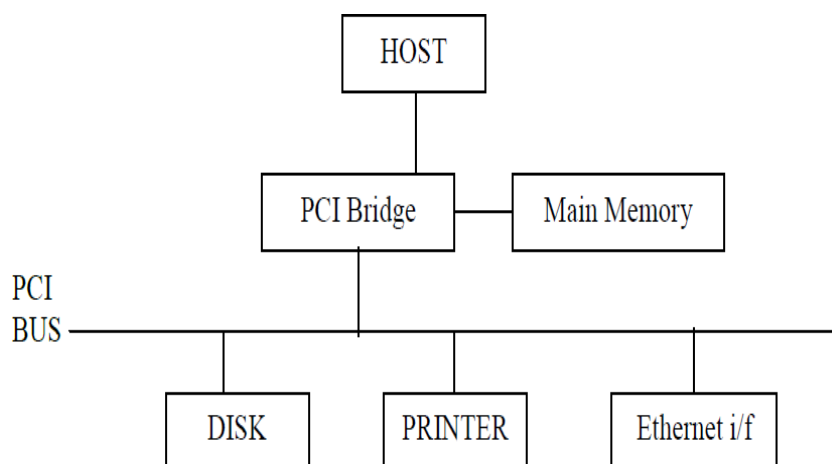 HOST
PCI Bridge
Main Memory
PCI
BUS
DISK
PRINTER
Ethernet i/f